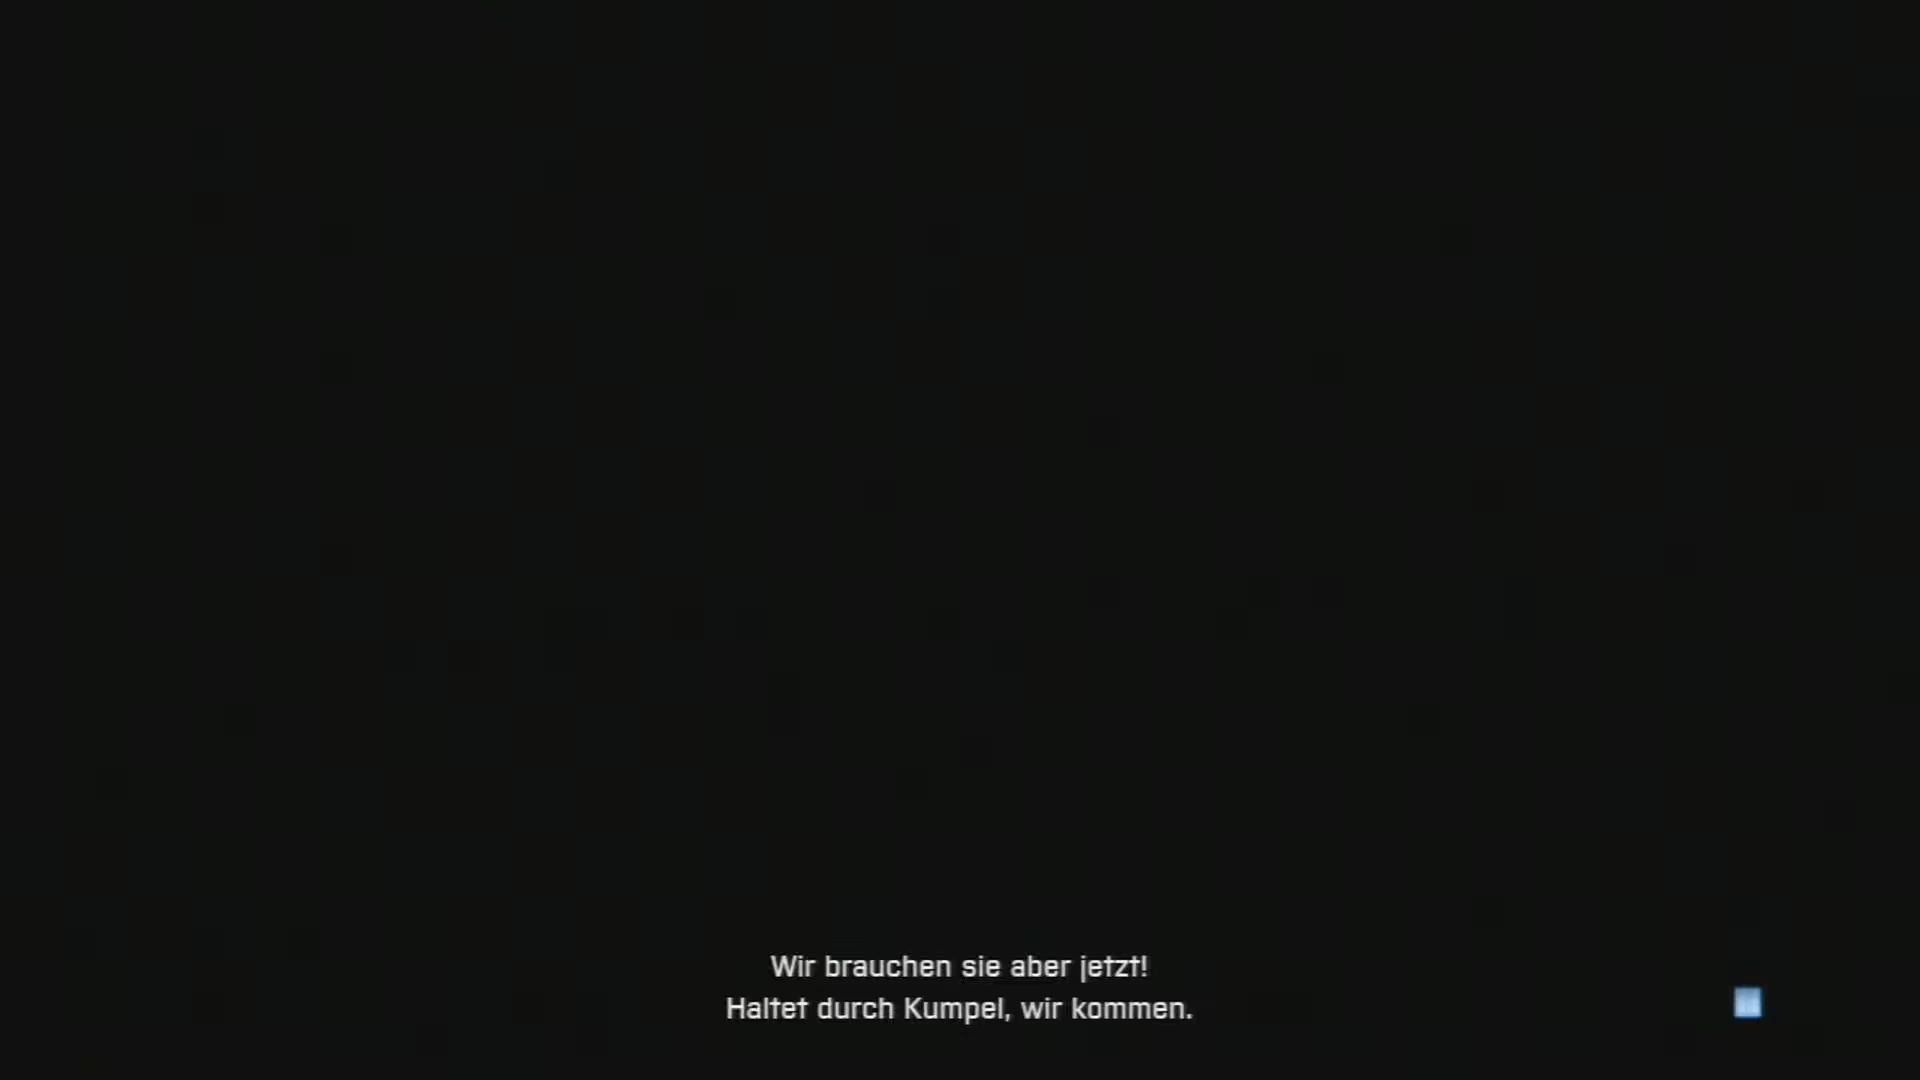 Wir brauchen sie aber jetzt!
Haltet durch Kumpel, wir kommen.